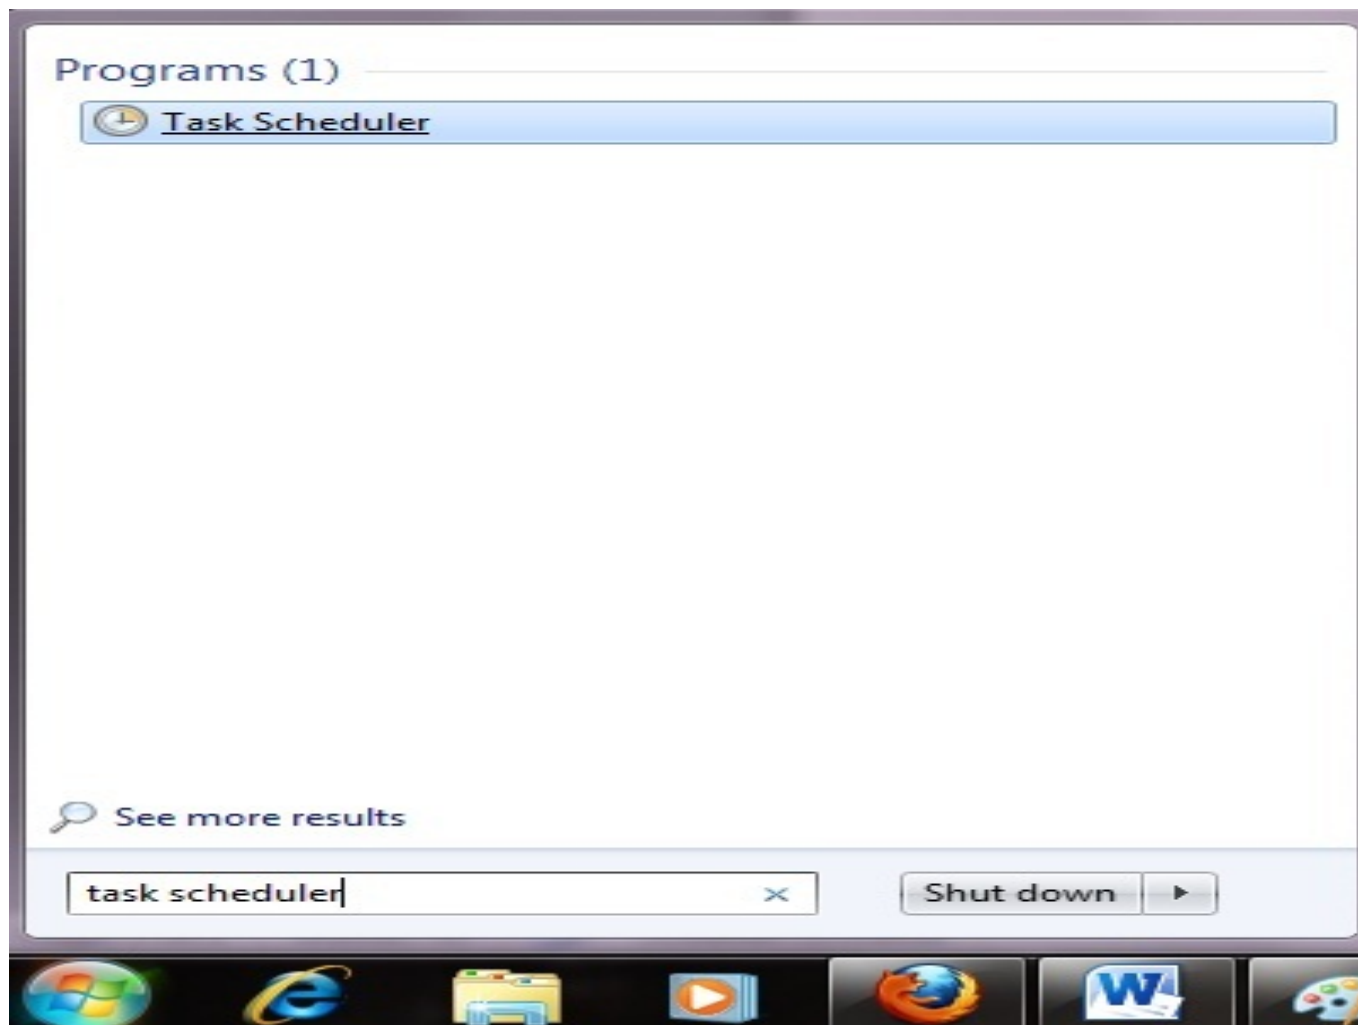 Programs (1)
Task Scheduler
See more results
task scheduler
Shut down
W